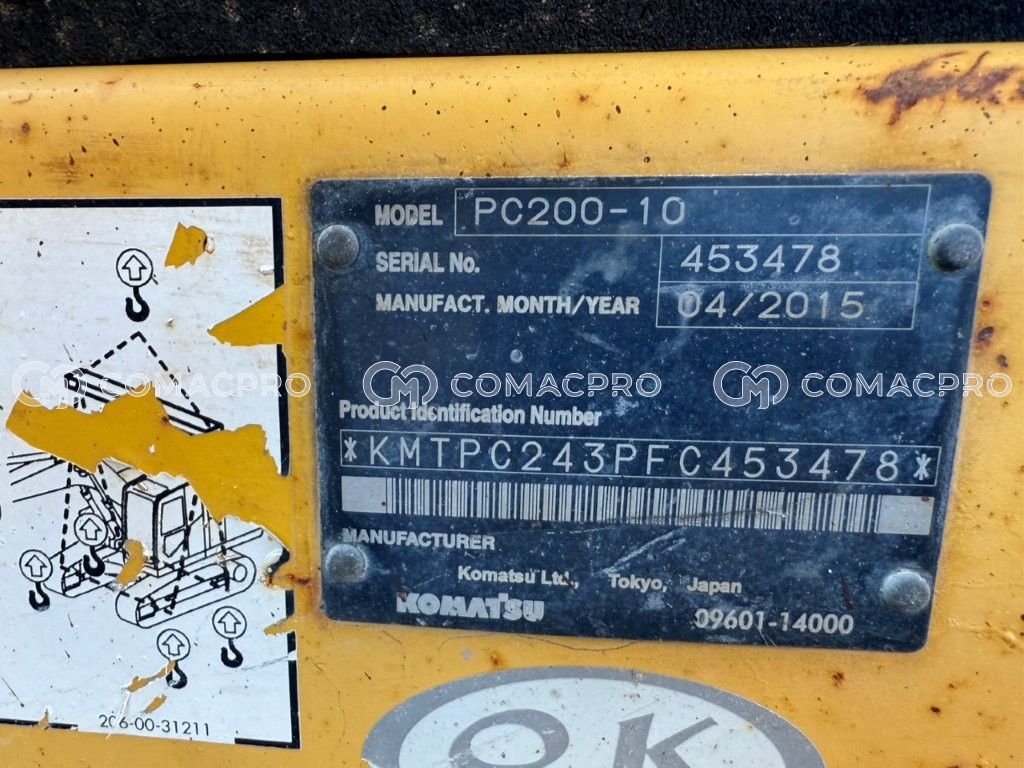 MODEL PC200-10
SERIAL No. 453478
MANUFACT. MONTH/YEAR 04/2015
COMACPRO COMACPRO COMACPRO
Product Identification Number
*KMTPC243PFC453478*
MANUFACTURER
Komatsu Ltd., Tokyo, Japan
KOMATSU 09601-14000
206-00-31211
OK